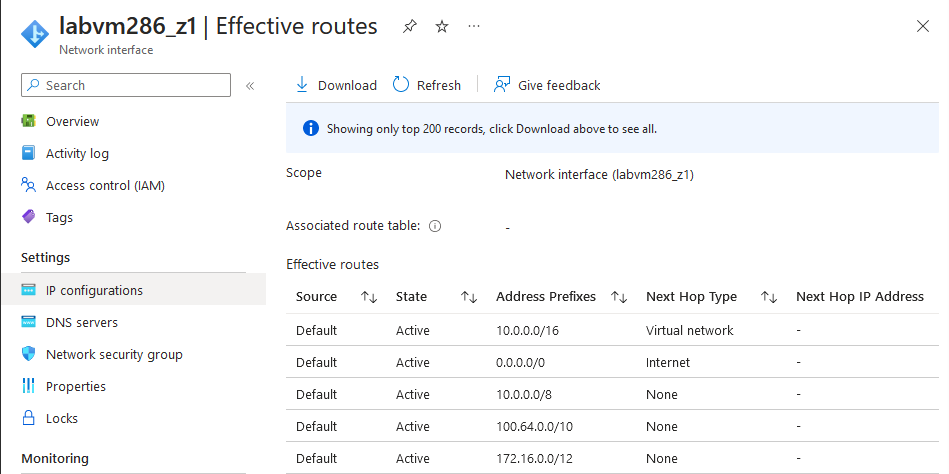 labvm286_z1 | Effective routes
Network interface
Search
Overview
Activity log
Access control (IAM)
Tags
Settings
IP configurations
DNS servers
Network security group
Properties
Locks
Monitoring
Download Refresh Give feedback
Showing only top 200 records, click Download above to see all.
Scope Network interface (labvm286_z1)
Associated route table: -
Effective routes
Source State Address Prefixes Next Hop Type Next Hop IP Address
Default Active 10.0.0.0/16 Virtual network -
Default Active 0.0.0.0/0 Internet -
Default Active 10.0.0.0/8 None -
Default Active 100.64.0.0/10 None -
Default Active 172.16.0.0/12 None -